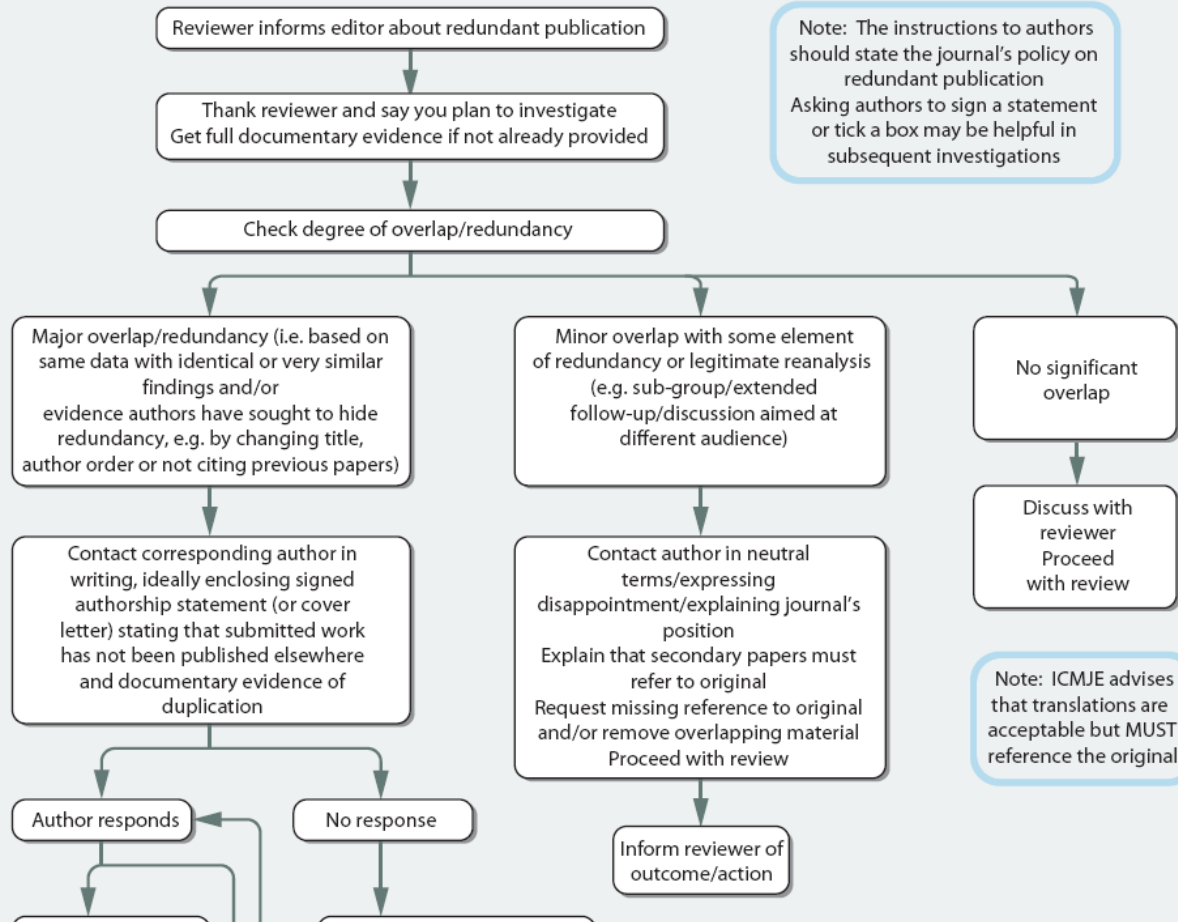 Reviewer informs editor about redundant publication
Note:  The instructions to authors
should state the journal’s policy on
redundant publication
Asking authors to sign a statement
or tick a box may be helpful in
subsequent investigations
Thank reviewer and say you plan to investigate
Get full documentary evidence if not already provided
Check degree of overlap/redundancy
Major overlap/redundancy (i.e. based on
same data with identical or very similar
findings and/or
evidence authors have sought to hide
redundancy, e.g. by changing title,
author order or not citing previous papers)
Minor overlap with some element
of redundancy or legitimate reanalysis
(e.g. sub-group/extended
follow-up/discussion aimed at
different audience)
No significant
overlap
Contact corresponding author in
writing, ideally enclosing signed
authorship statement (or cover
letter) stating that submitted work
has not been published elsewhere
and documentary evidence of
duplication
Contact author in neutral
terms/expressing
disappointment/explaining journal’s
position
Explain that secondary papers must
refer to original
Request missing reference to original
and/or remove overlapping material
Proceed with review
Discuss with
reviewer
Proceed
with review
Note:  ICMJE advises
that translations are
acceptable but MUST
reference the original
Author responds
No response
Inform reviewer of
outcome/action